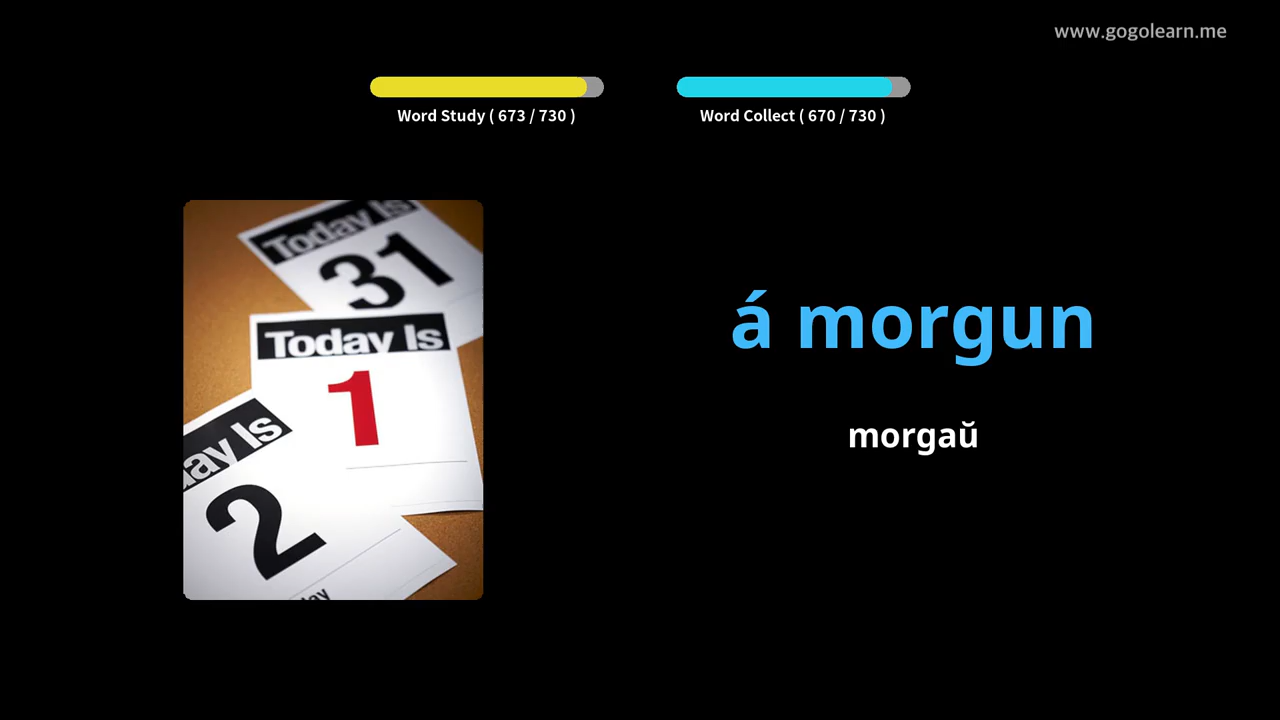 www.gogolearn.me
Word Study ( 673 / 730 )
Word Collect ( 670 / 730 )
Today Is
31
Today Is
1
ay Is
2
ay
á morgun
morgaŭ